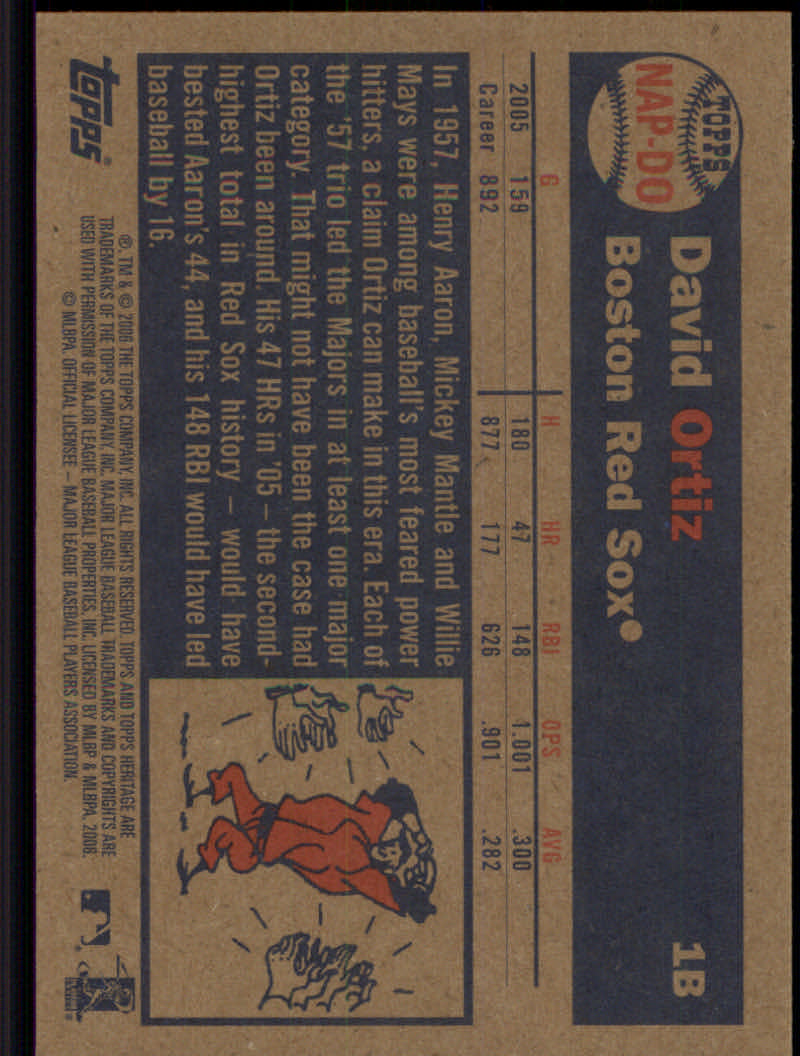 TOPPS
NAP-DO
David Ortiz
1B
Boston Red Sox®
G H HR RBI OPS AVG
2005 159 180 47 148 1.001 .300
Career 892 877 177 626 .901 .282
In 1957, Henry Aaron, Mickey Mantle and Willie
Mays were among baseball's most feared power
hitters, a claim Ortiz can make in this era. Each of
the '57 trio led the Majors in at least one major
category. That might not have been the case had
Ortiz been around. His 47 HRs in '05 – the second-
highest total in Red Sox history – would have
bested Aaron's 44, and his 148 RBI would have led
baseball by 16.
topps®
®, TM & © 2006 THE TOPPS COMPANY, INC. ALL RIGHTS RESERVED. TOPPS AND TOPPS HERITAGE ARE
TRADEMARKS OF THE TOPPS COMPANY, INC. MAJOR LEAGUE BASEBALL TRADEMARKS AND COPYRIGHTS ARE
USED WITH PERMISSION OF MAJOR LEAGUE BASEBALL PROPERTIES, INC. LICENSED BY MLBP & MLBPA, 2006.
© MLBPA. OFFICIAL LICENSEE – MAJOR LEAGUE BASEBALL PLAYERS ASSOCIATION.